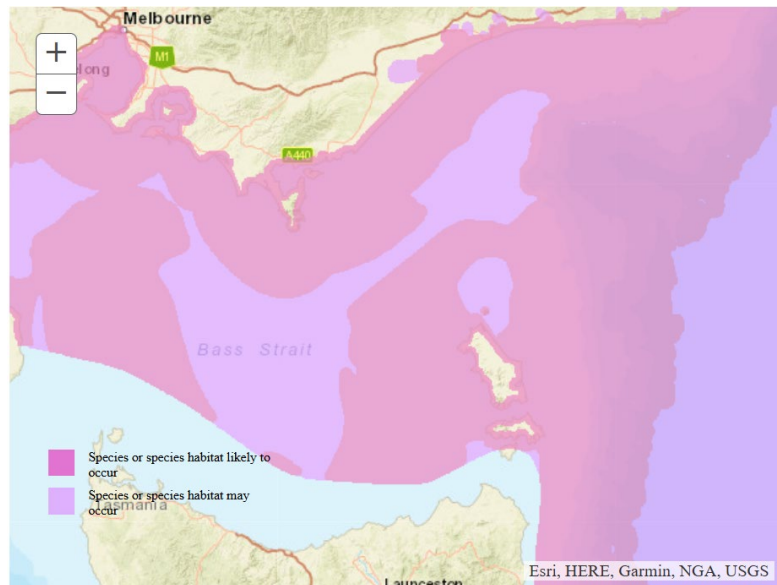 Melbourne
+
M1
elong
−
A440
Bass Strait
Species or species habitat likely to
occur
Species or species habitat may
occur
Tasmania
Launceston
Esri, HERE, Garmin, NGA, USGS